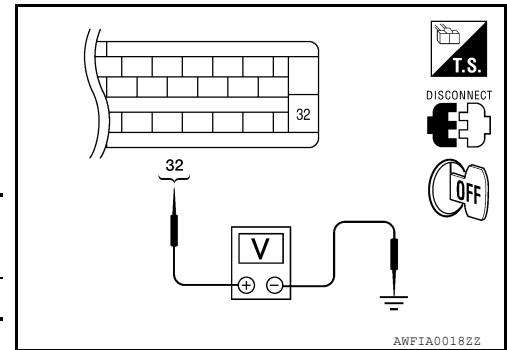 T.S.
DISCONNECT
32
OFF
32
V
+ −
AWFIA0018ZZ